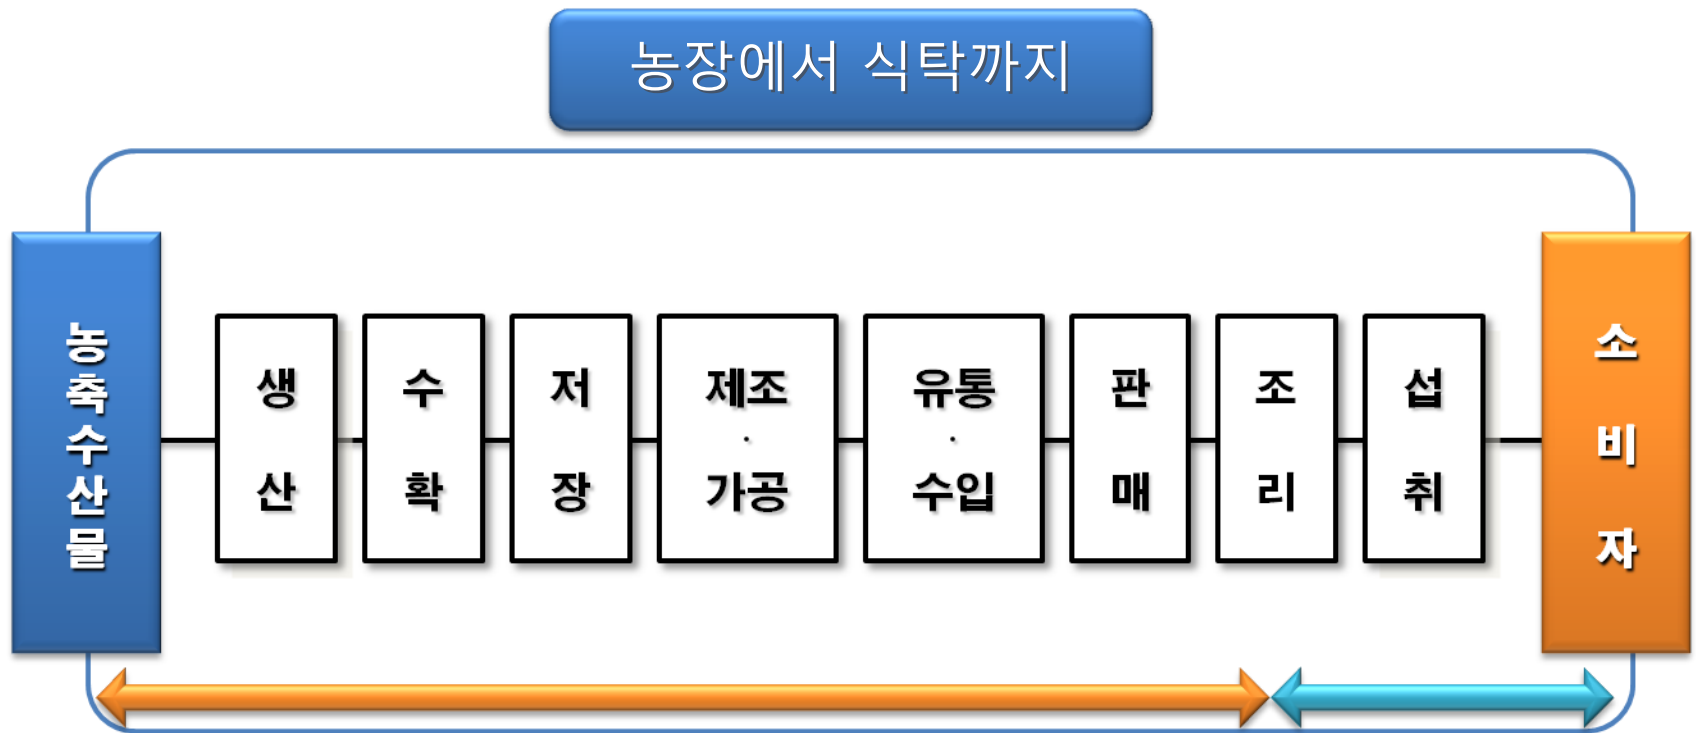 농장에서 식탁까지
농축수산물
생산
수확
저장
제조
·
가공
유통
·
수입
판매
조리
섭취
소비자